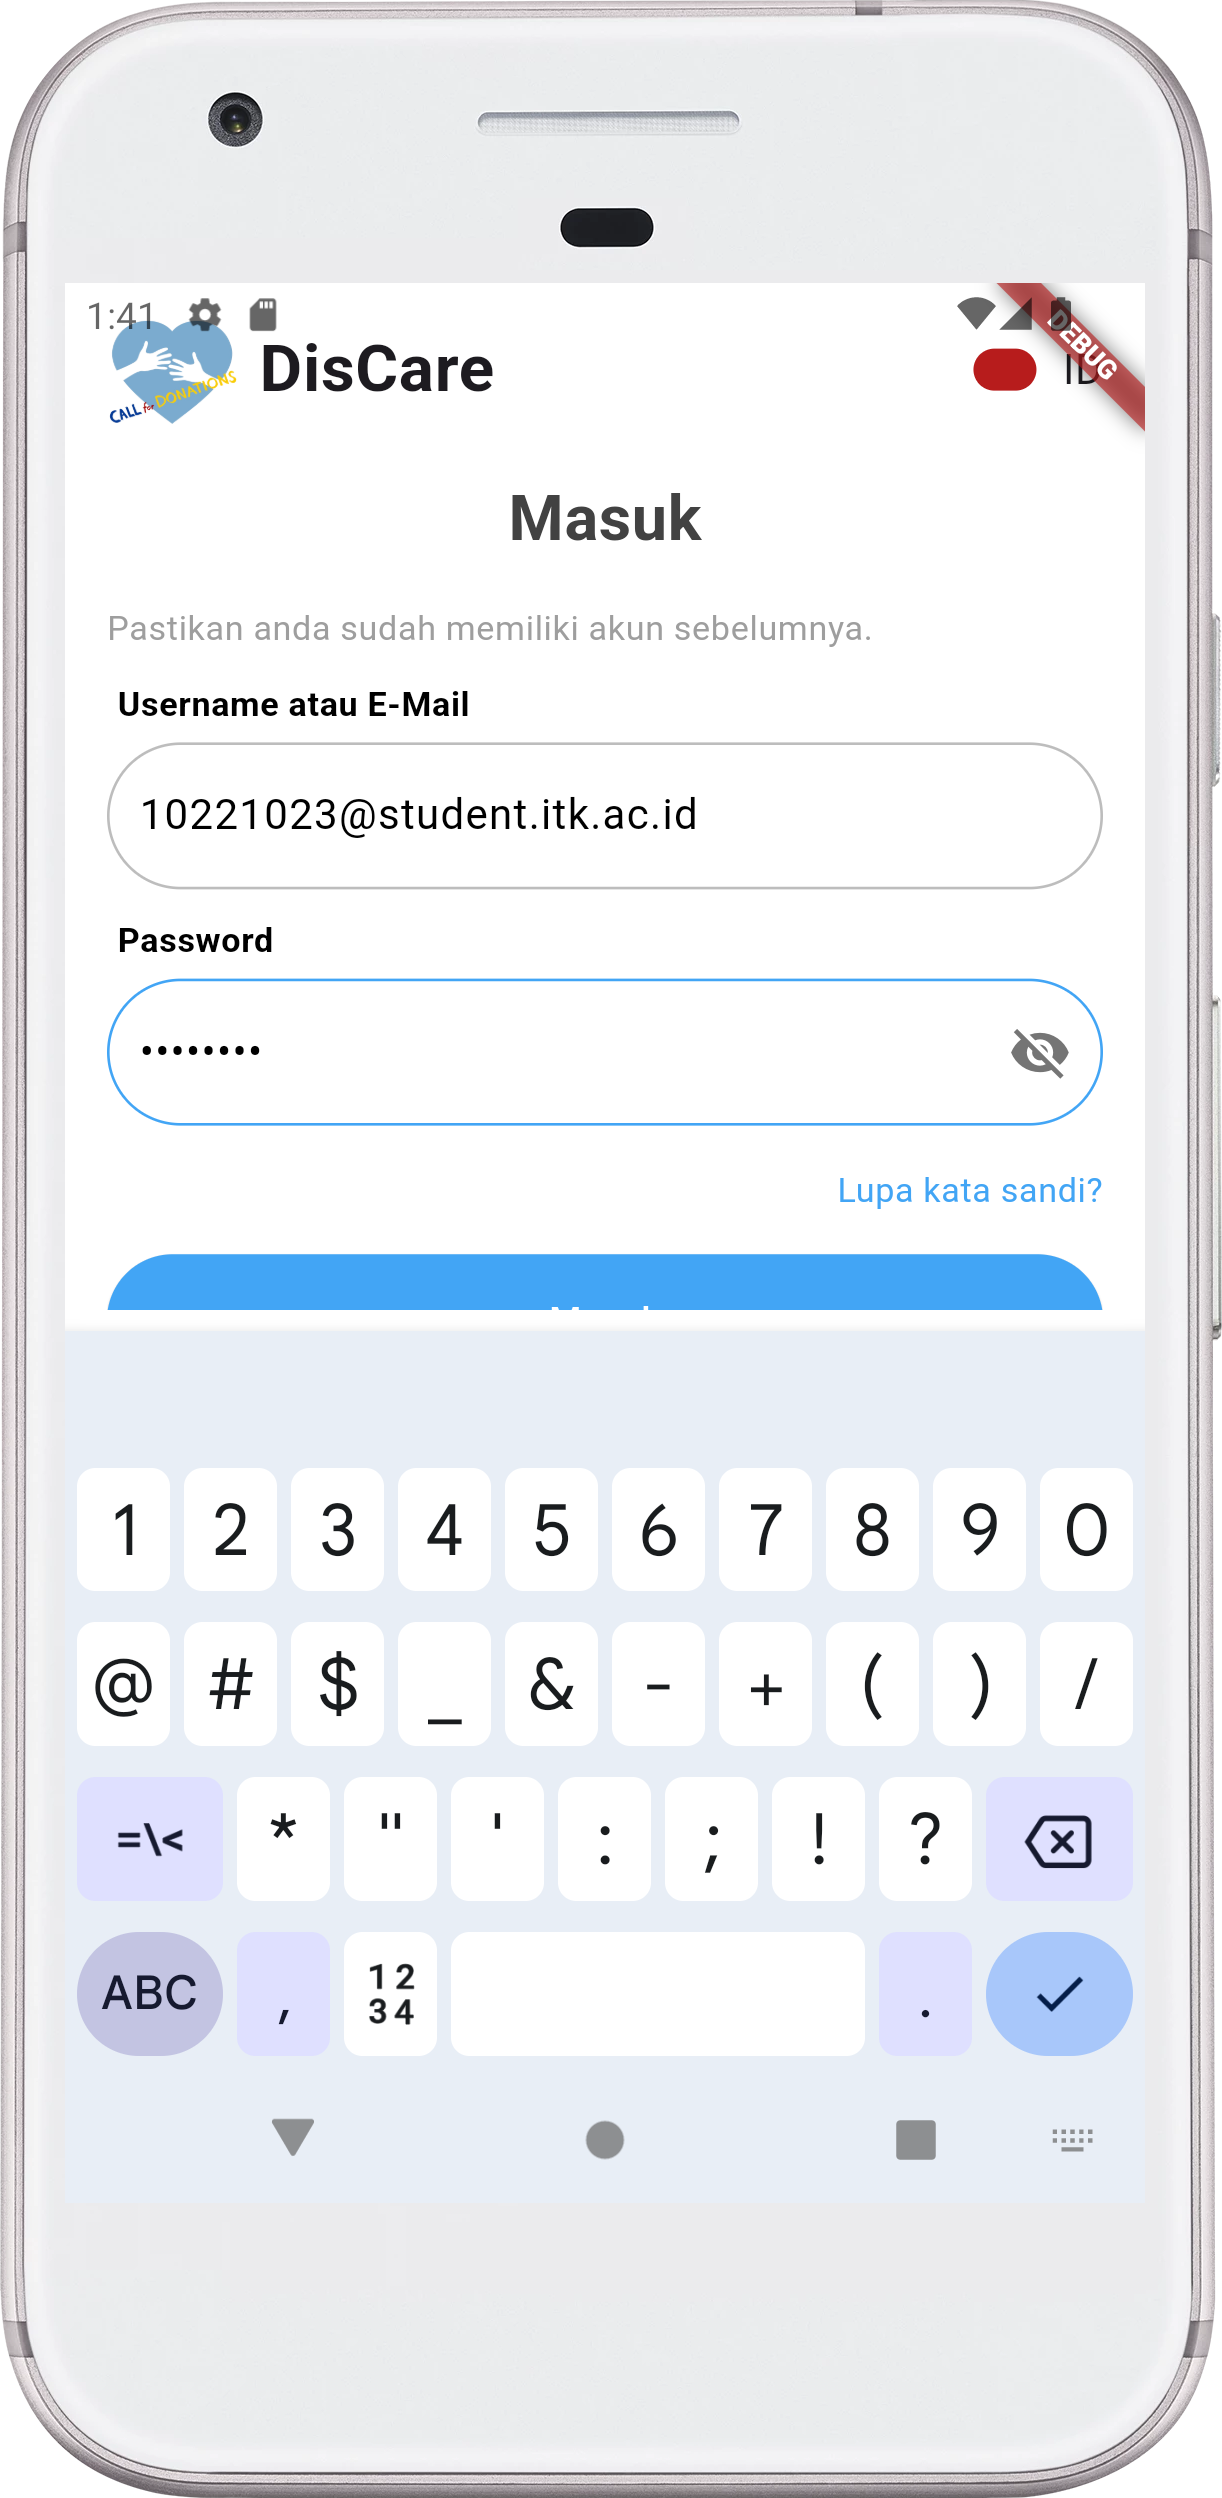 1:41
CALL for DONATIONS
DisCare
ID
DEBUG
Masuk
Pastikan anda sudah memiliki akun sebelumnya.
Username atau E-Mail
10221023@student.itk.ac.id
Password
••••••••
Lupa kata sandi?
1 2 3 4 5 6 7 8 9 0
@ # $ _ & - + ( ) /
=\< * " ' : ; ! ?
ABC , 12 34 .